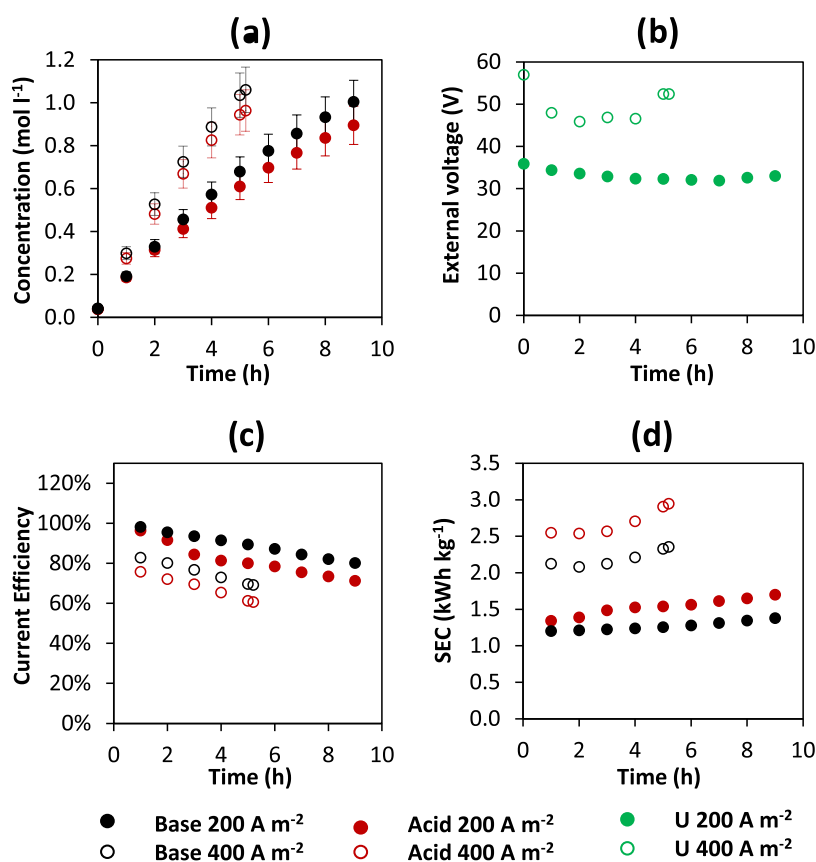 (a)
Concentration (mol l⁻¹)
1.2
1.0
0.8
0.6
0.4
0.2
0.0
0 2 4 6 8 10
Time (h)
(b)
External voltage (V)
60
50
40
30
20
10
0
0 2 4 6 8 10
Time (h)
(c)
Current Efficiency
120%
100%
80%
60%
40%
20%
0%
0 2 4 6 8 10
Time (h)
(d)
SEC (kWh kg⁻¹)
3.5
3.0
2.5
2.0
1.5
1.0
0.5
0.0
0 2 4 6 8 10
Time (h)
Base 200 A m⁻² Acid 200 A m⁻² U 200 A m⁻²
Base 400 A m⁻² Acid 400 A m⁻² U 400 A m⁻²